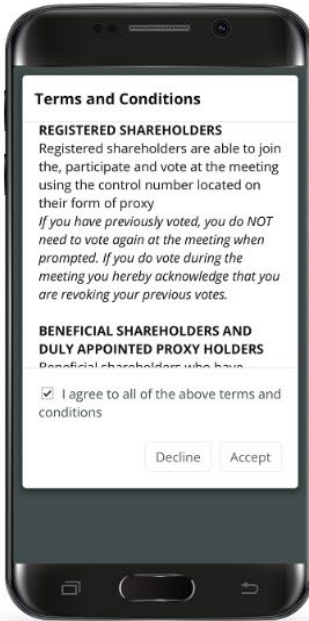 Terms and Conditions
REGISTERED SHAREHOLDERS
Registered shareholders are able to join
the, participate and vote at the meeting
using the control number located on
their form of proxy
If you have previously voted, you do NOT
need to vote again at the meeting when
prompted. If you do vote during the
meeting you hereby acknowledge that you
are revoking your previous votes.
BENEFICIAL SHAREHOLDERS AND
DULY APPOINTED PROXY HOLDERS
Beneficial shareholders who have
I agree to all of the above terms and
conditions
Decline
Accept